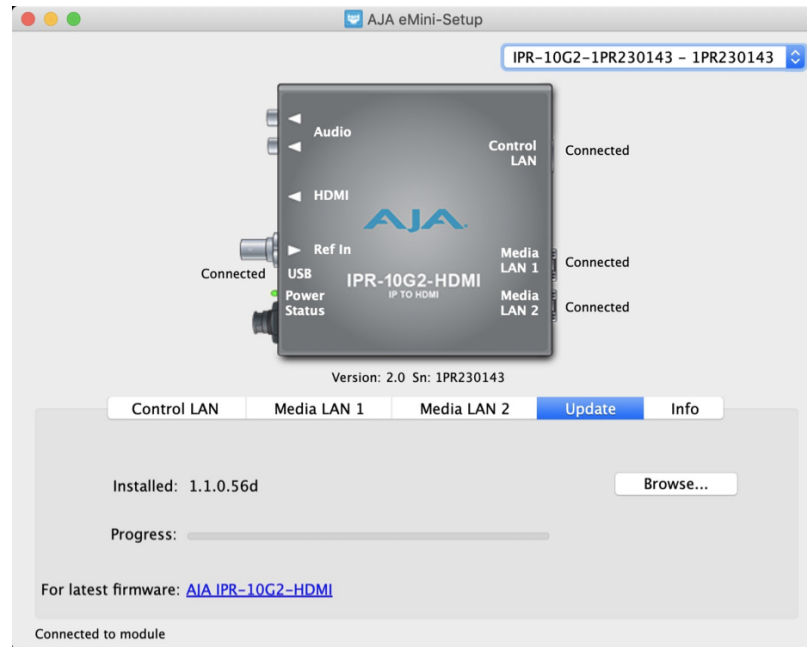 AJA eMini-Setup
IPR-10G2-1PR230143 - 1PR230143
Audio
Control
LAN
Connected
HDMI
AJA
Ref In
Connected
USB
Media
LAN 1
Connected
IPR-10G2-HDMI
IP TO HDMI
Power
Status
Media
LAN 2
Connected
Version: 2.0 Sn: 1PR230143
Control LAN Media LAN 1 Media LAN 2 Update Info
Installed: 1.1.0.56d Browse...
Progress:
For latest firmware: AJA IPR-10G2-HDMI
Connected to module